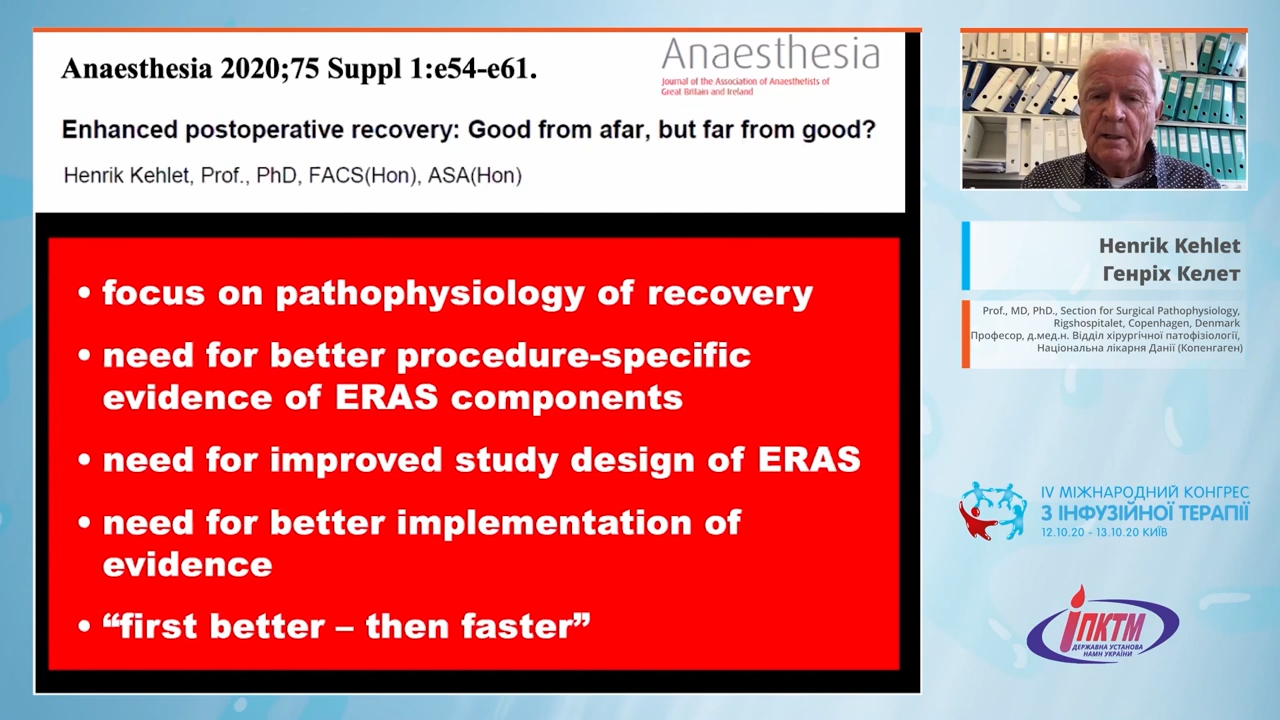 Anaesthesia 2020;75 Suppl 1:e54-e61.
Anaesthesia
Journal of the Association of Anaesthetists of
Great Britain and Ireland
Enhanced postoperative recovery: Good from afar, but far from good?
Henrik Kehlet, Prof., PhD, FACS(Hon), ASA(Hon)
• focus on pathophysiology of recovery
• need for better procedure-specific
evidence of ERAS components
• need for improved study design of ERAS
• need for better implementation of
evidence
• “first better – then faster”
Henrik Kehlet
Генріх Келет
Prof., MD, PhD., Section for Surgical Pathophysiology,
Rigshospitalet, Copenhagen, Denmark
Професор, д.мед.н. Відділ хірургічної патофізіології,
Національна лікарня Данії (Копенгаген)
IV МІЖНАРОДНИЙ КОНГРЕС
З ІНФУЗІЙНОЇ ТЕРАПІЇ
12.10.20 - 13.10.20 КИЇВ
ІПКТМ
ДЕРЖАВНА УСТАНОВА
НАМН УКРАЇНИ